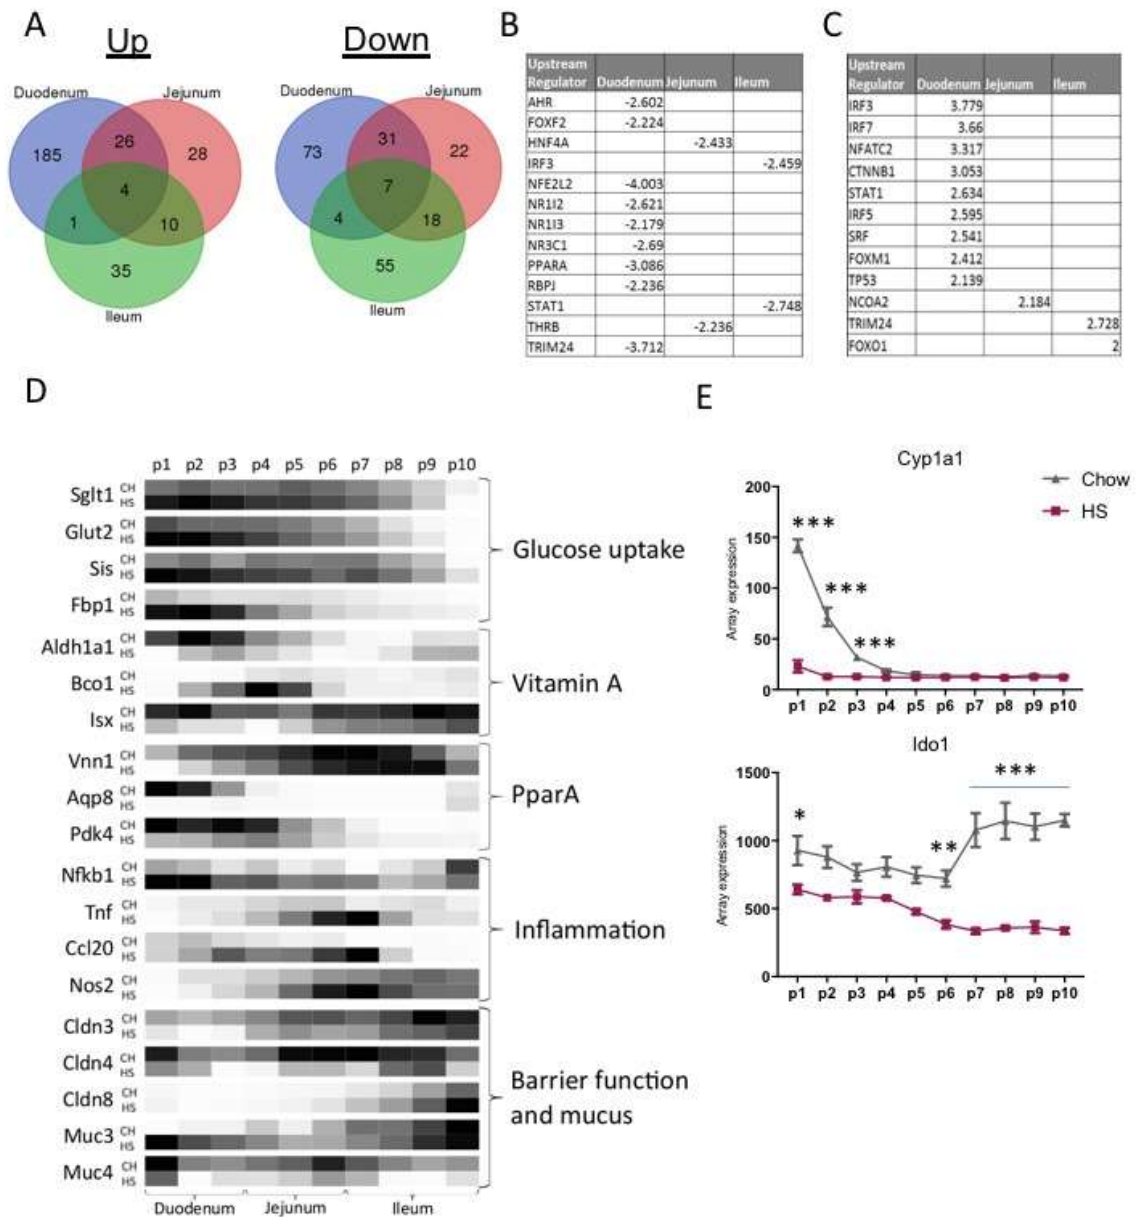 A
Up
Down
Duodenum
Jejunum
185
26
28
4
1
10
35
Ileum
Duodenum
Jejunum
73
31
22
7
4
18
55
Ileum
B
Upstream Regulator Duodenum Jejunum Ileum
AHR -2.602
FOXF2 -2.224
HNF4A -2.433
IRF3 -2.459
NFE2L2 -4.003
NR1I2 -2.621
NR1I3 -2.179
NR3C1 -2.69
PPARA -3.086
RBPJ -2.236
STAT1 -2.748
THRB -2.236
TRIM24 -3.712
C
Upstream Regulator Duodenum Jejunum Ileum
IRF3 3.779
IRF7 3.66
NFATC2 3.317
CTNNB1 3.053
STAT1 2.634
IRF5 2.595
SRF 2.541
FOXM1 2.412
TP53 2.139
NCOA2 2.184
TRIM24 2.728
FOXO1 2
D
p1 p2 p3 p4 p5 p6 p7 p8 p9 p10
Sglt1 CH HS
Glut2 CH HS
Sis CH HS
Fbp1 CH HS
Glucose uptake
Aldh1a1 CH HS
Bco1 CH HS
Isx CH HS
Vitamin A
Vnn1 CH HS
Aqp8 CH HS
Pdk4 CH HS
PparA
Nfkb1 CH HS
Tnf CH HS
Ccl20 CH HS
Nos2 CH HS
Inflammation
Cldn3 CH HS
Cldn4 CH HS
Cldn8 CH HS
Muc3 CH HS
Muc4 CH HS
Barrier function
and mucus
Duodenum Jejunum Ileum
E
Cyp1a1
Chow
HS
Array expression
200
150
100
50
0
***
***
***
p1 p2 p3 p4 p5 p6 p7 p8 p9 p10
Ido1
Array expression
1500
1000
500
0
*
**
***
p1 p2 p3 p4 p5 p6 p7 p8 p9 p10